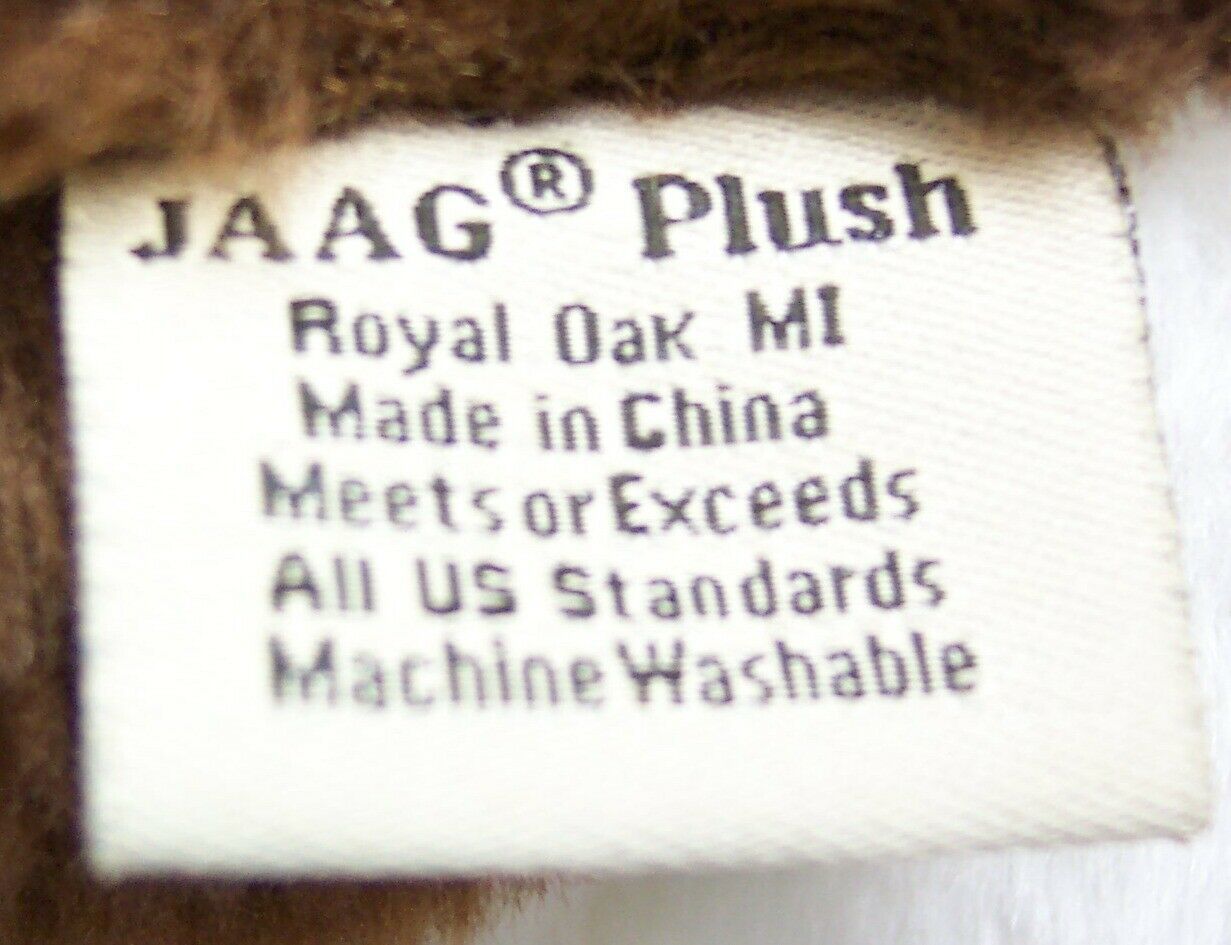 JAAG® Plush
Royal Oak MI
Made in China
Meets or Exceeds
All US Standards
Machine Washable